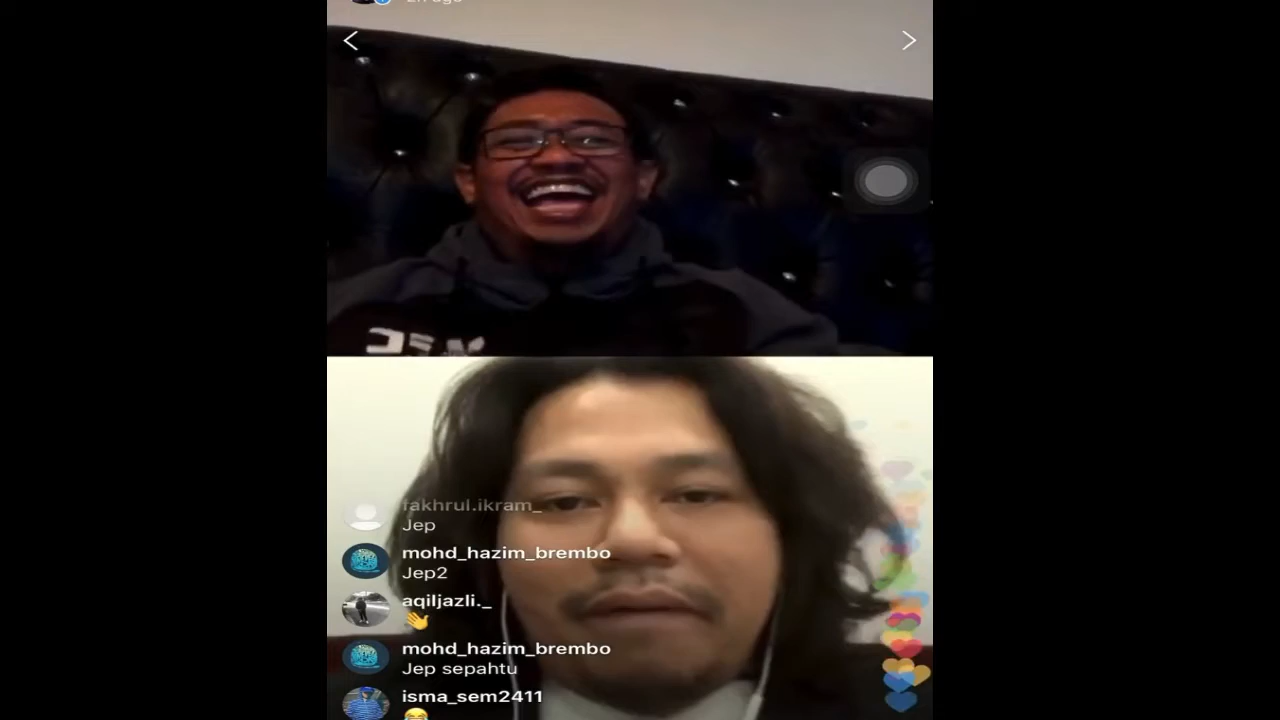 fakhrul.ikram_
Jep
mohd_hazim_brembo
Jep2
aqiljazli._
👋
mohd_hazim_brembo
Jep sepahtu
isma_sem2411
😂